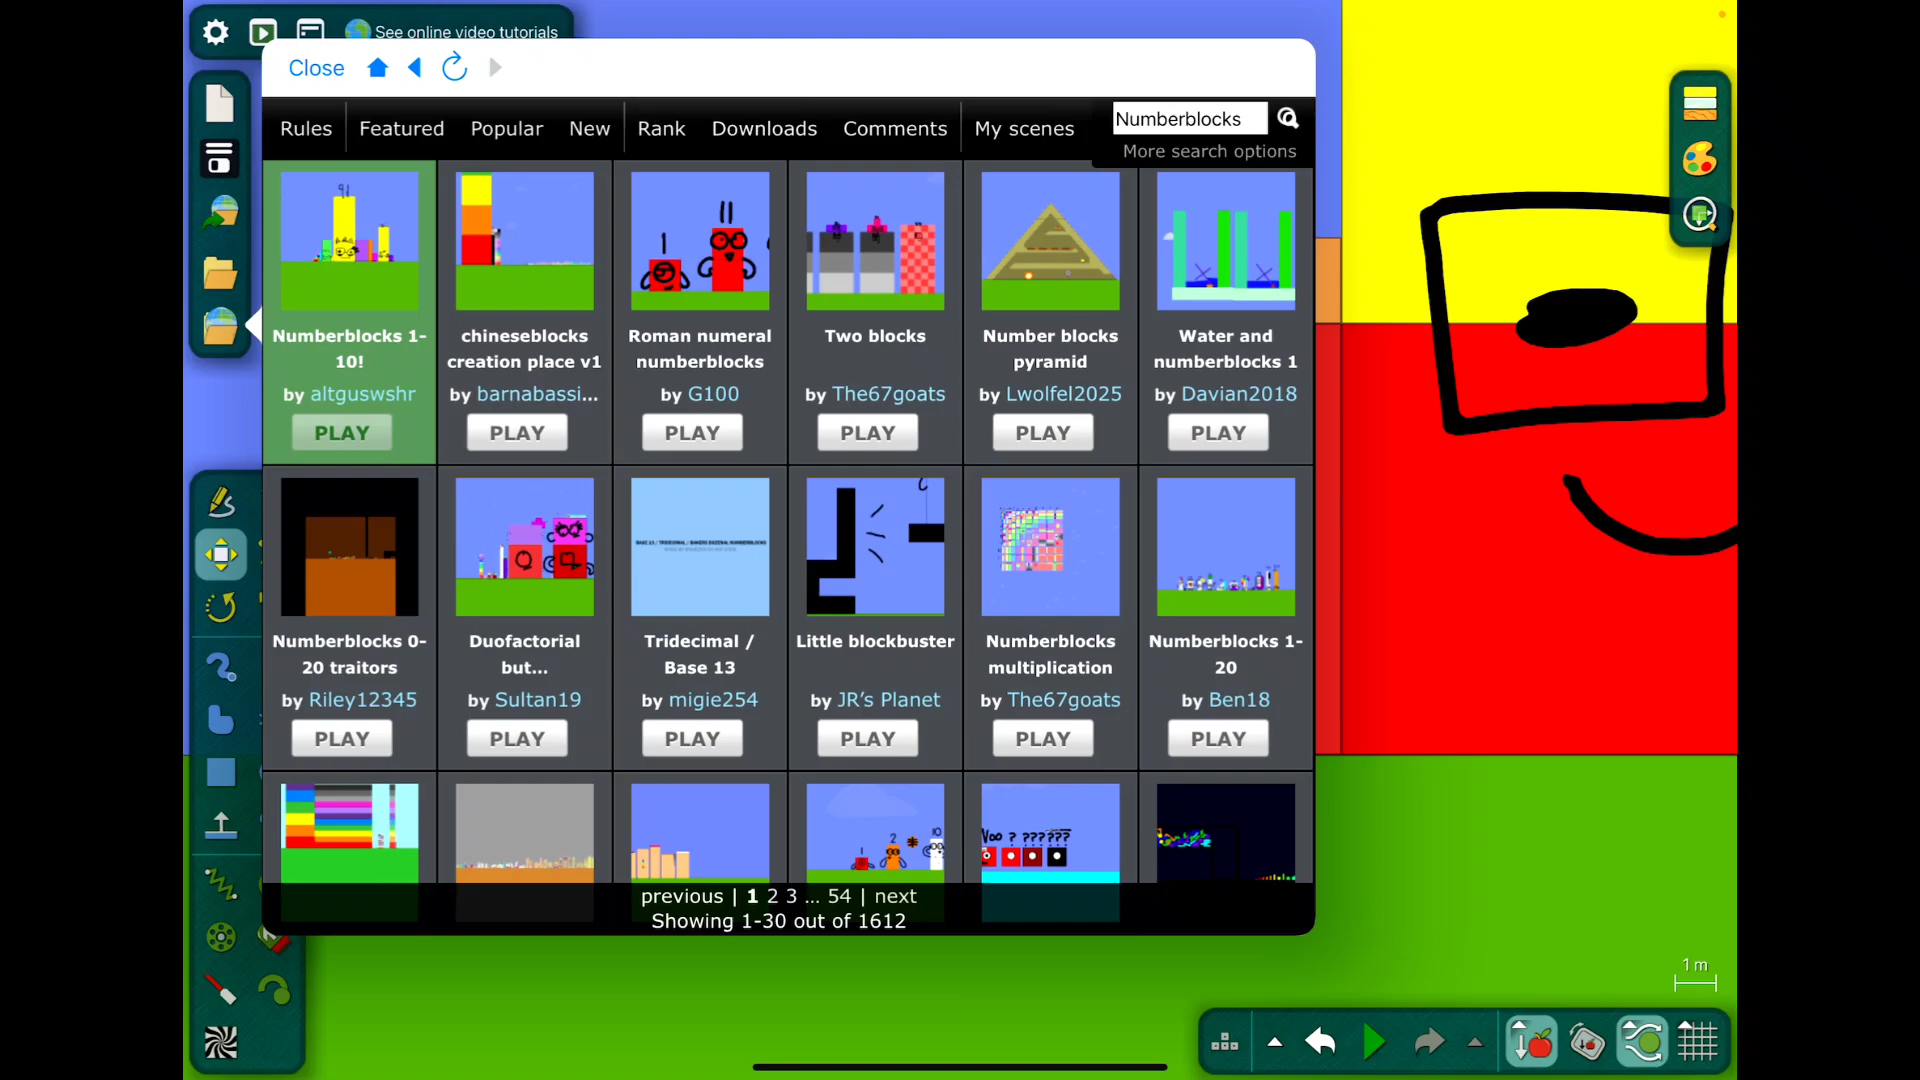 See online video tutorials
Close
Rules Featured Popular New Rank Downloads Comments My scenes
Numberblocks
More search options
Numberblocks 1-
10!
by altguswshr
PLAY
chineseblocks
creation place v1
by barnabassi...
PLAY
Roman numeral
numberblocks
by G100
PLAY
Two blocks
by The67goats
PLAY
Number blocks
pyramid
by Lwolfel2025
PLAY
Water and
numberblocks 1
by Davian2018
PLAY
Numberblocks 0-
20 traitors
by Riley12345
PLAY
Duofactorial
but...
by Sultan19
PLAY
Tridecimal /
Base 13
by migie254
PLAY
Little blockbuster
by JR’s Planet
PLAY
Numberblocks
multiplication
by The67goats
PLAY
Numberblocks 1-
20
by Ben18
PLAY
previous | 1 2 3 ... 54 | next
Showing 1-30 out of 1612
1 m